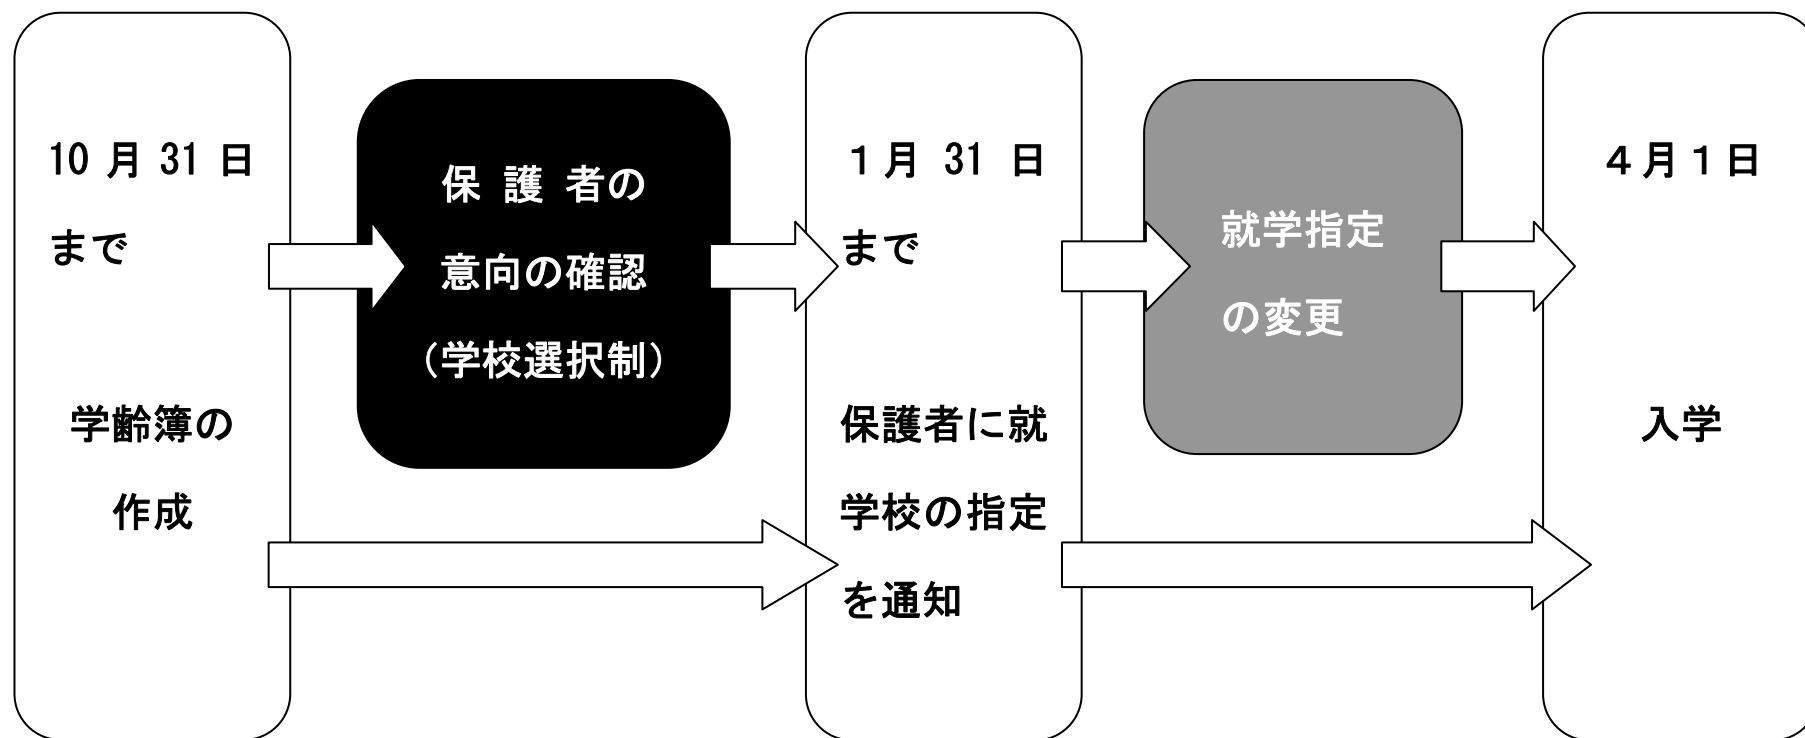 10 月 31 日
まで
学齢簿の
作成
保 護 者の
意向の確認
（学校選択制）
１月 31 日
まで
保護者に就
学校の指定
を通知
就学指定
の変更
４月１日
入学